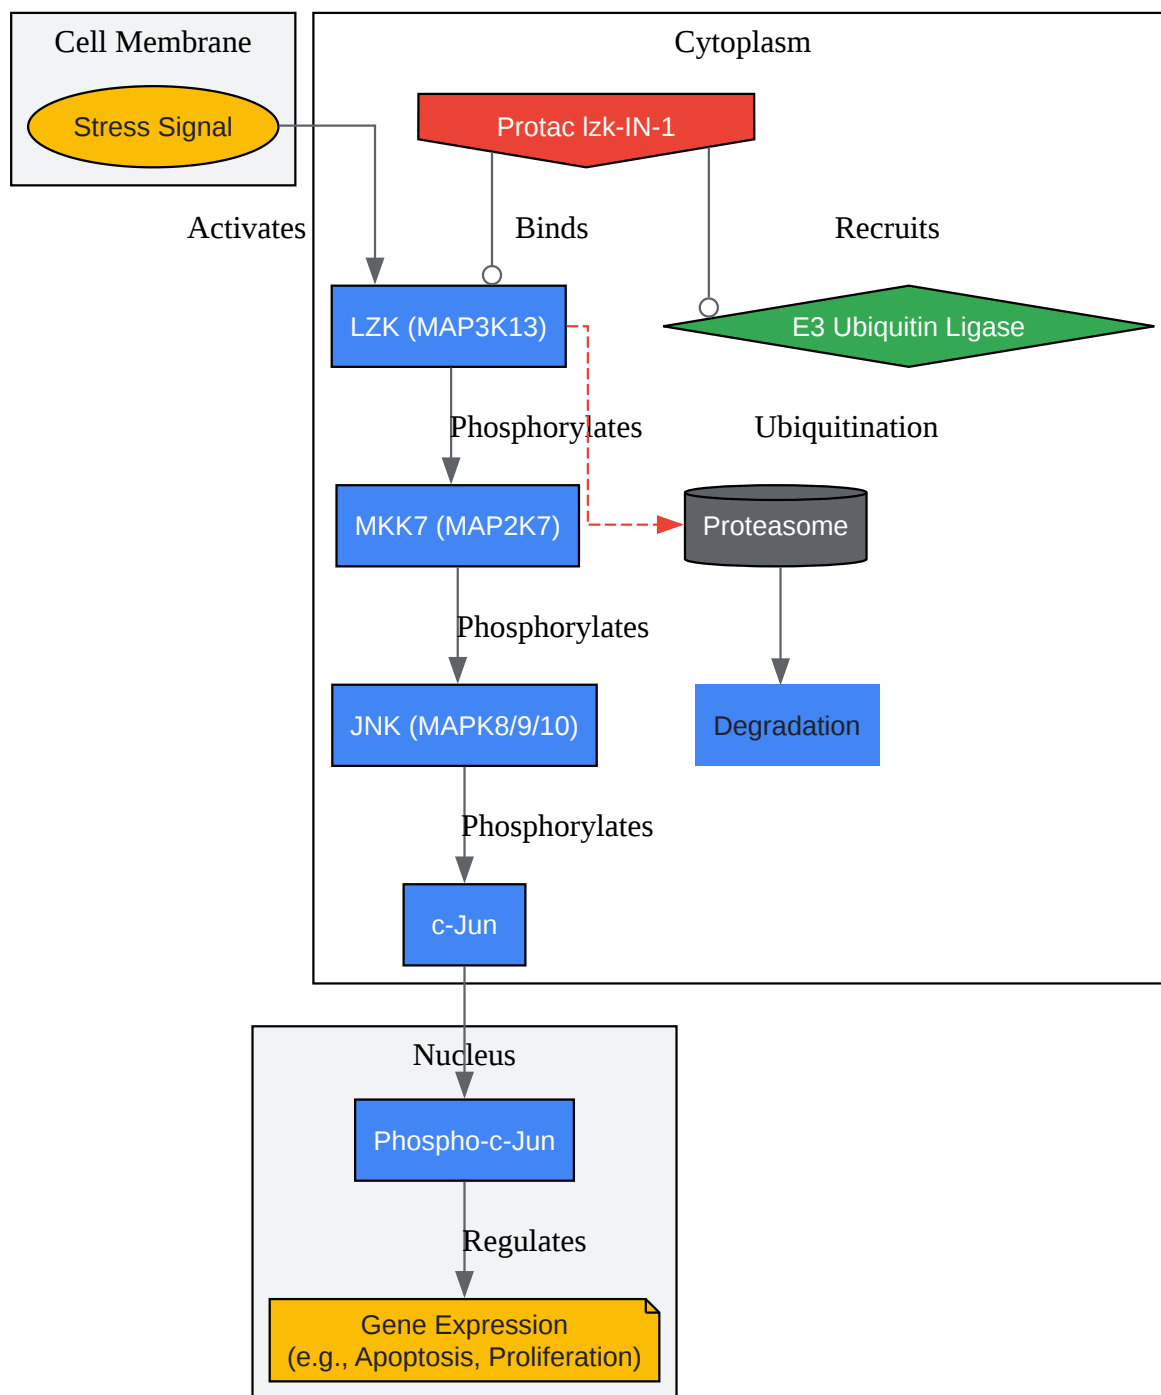 Cell Membrane
Cytoplasm
Stress Signal
Protac lzk-IN-1
Activates
Binds
Recruits
LZK (MAP3K13)
E3 Ubiquitin Ligase
Phosphorylates
Ubiquitination
MKK7 (MAP2K7)
Proteasome
Phosphorylates
JNK (MAPK8/9/10)
Degradation
Phosphorylates
c-Jun
Nucleus
Phospho-c-Jun
Regulates
Gene Expression
(e.g., Apoptosis, Proliferation)